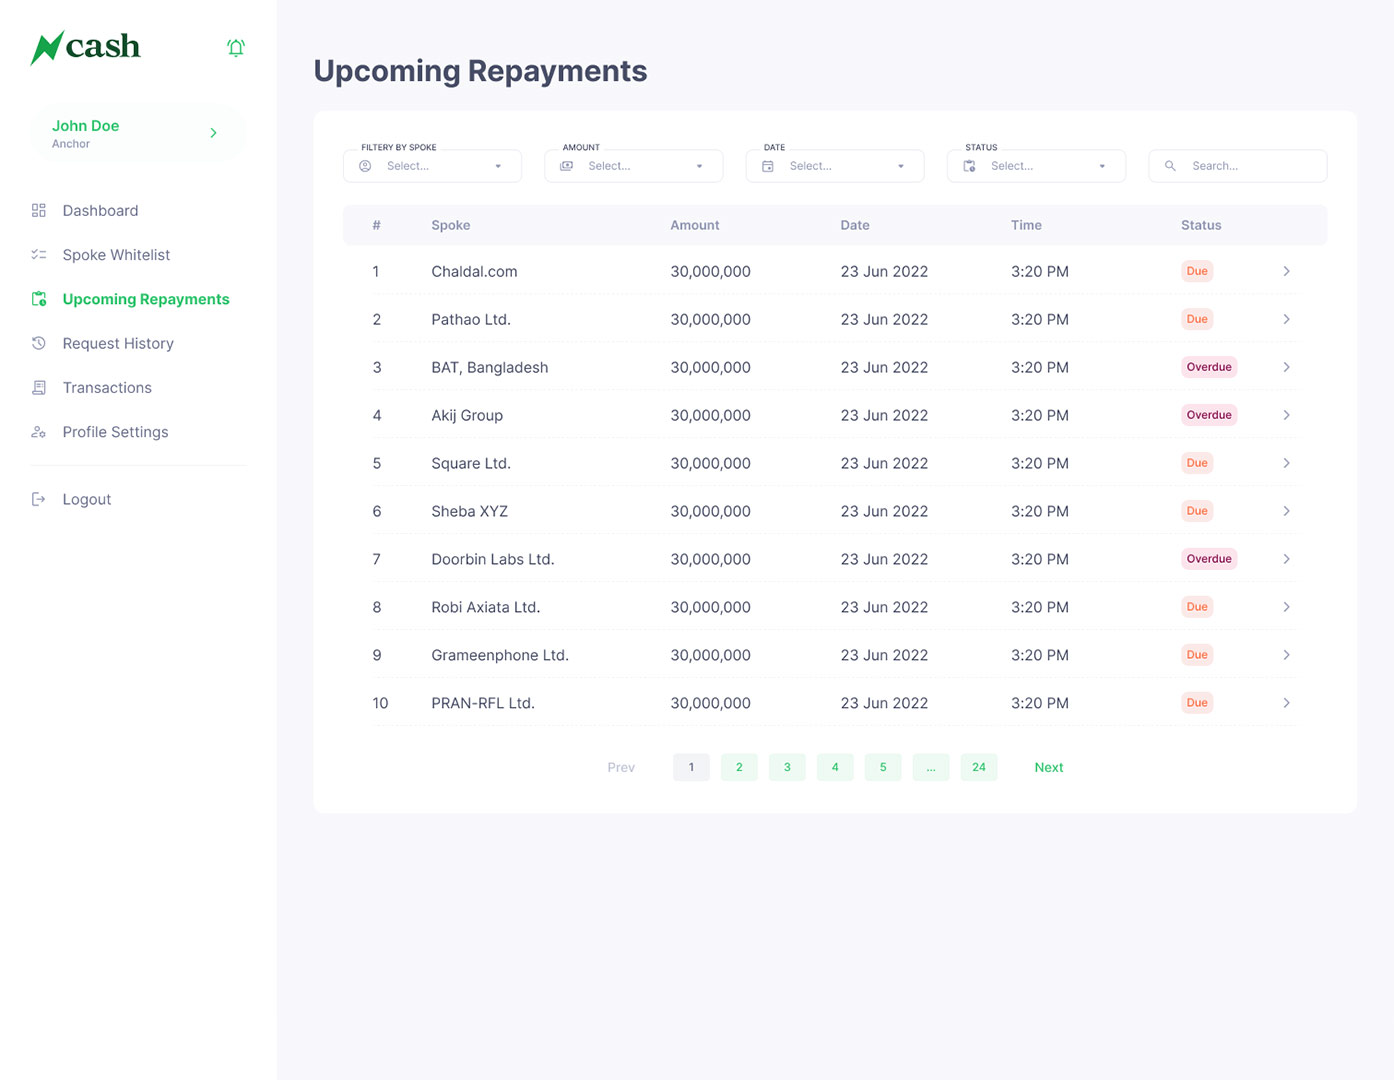 cash
John Doe
Anchor
Dashboard
Spoke Whitelist
Upcoming Repayments
Request History
Transactions
Profile Settings
Logout
Upcoming Repayments
FILTERY BY SPOKE AMOUNT DATE STATUS
Select... Select... Select... Select... Search...
# Spoke Amount Date Time Status
1 Chaldal.com 30,000,000 23 Jun 2022 3:20 PM Due
2 Pathao Ltd. 30,000,000 23 Jun 2022 3:20 PM Due
3 BAT, Bangladesh 30,000,000 23 Jun 2022 3:20 PM Overdue
4 Akij Group 30,000,000 23 Jun 2022 3:20 PM Overdue
5 Square Ltd. 30,000,000 23 Jun 2022 3:20 PM Due
6 Sheba XYZ 30,000,000 23 Jun 2022 3:20 PM Due
7 Doorbin Labs Ltd. 30,000,000 23 Jun 2022 3:20 PM Overdue
8 Robi Axiata Ltd. 30,000,000 23 Jun 2022 3:20 PM Due
9 Grameenphone Ltd. 30,000,000 23 Jun 2022 3:20 PM Due
10 PRAN-RFL Ltd. 30,000,000 23 Jun 2022 3:20 PM Due
Prev 1 2 3 4 5 ... 24 Next